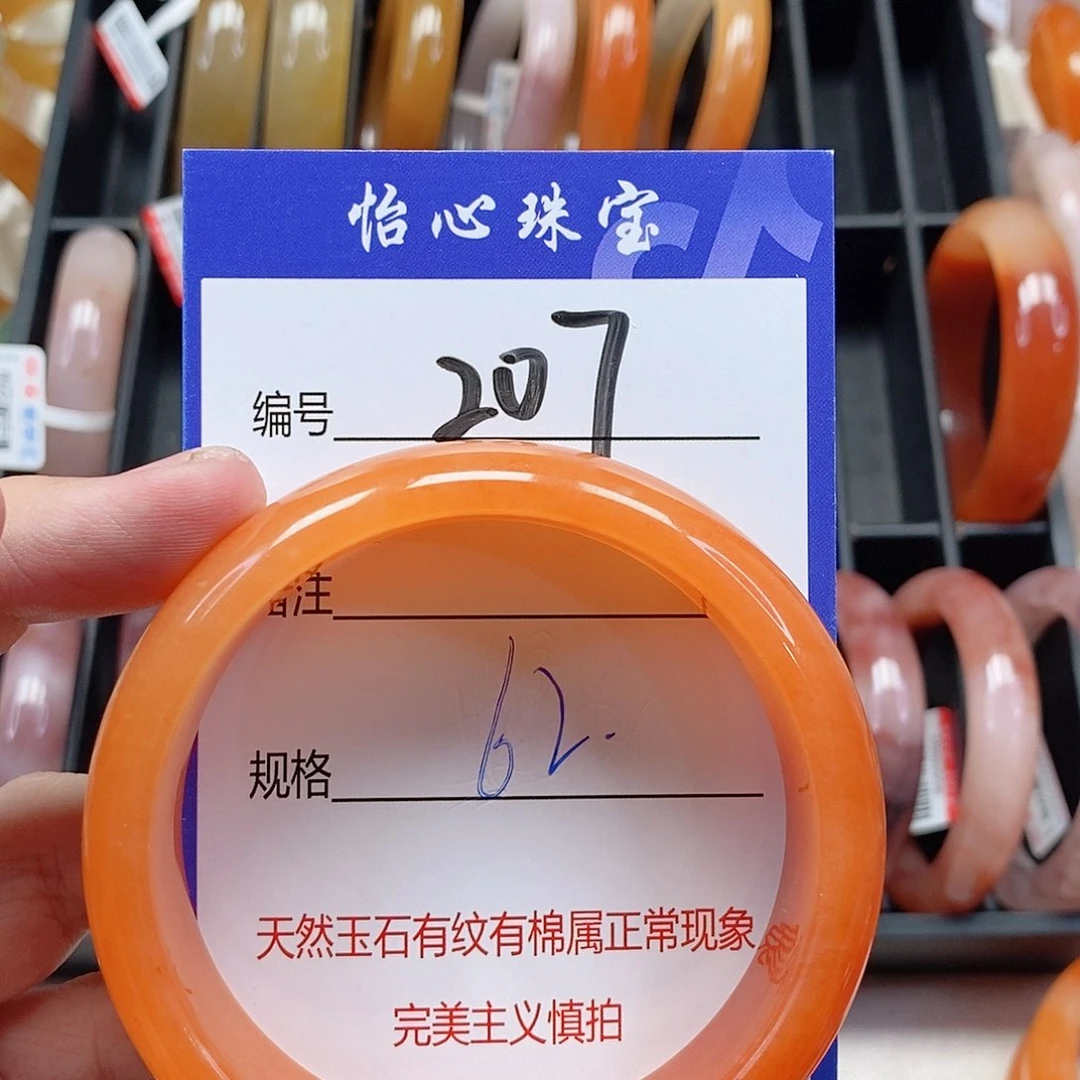 怡心珠宝
编号 207
备注
规格 62.
天然玉石有纹有棉属正常现象
完美主义慎拍